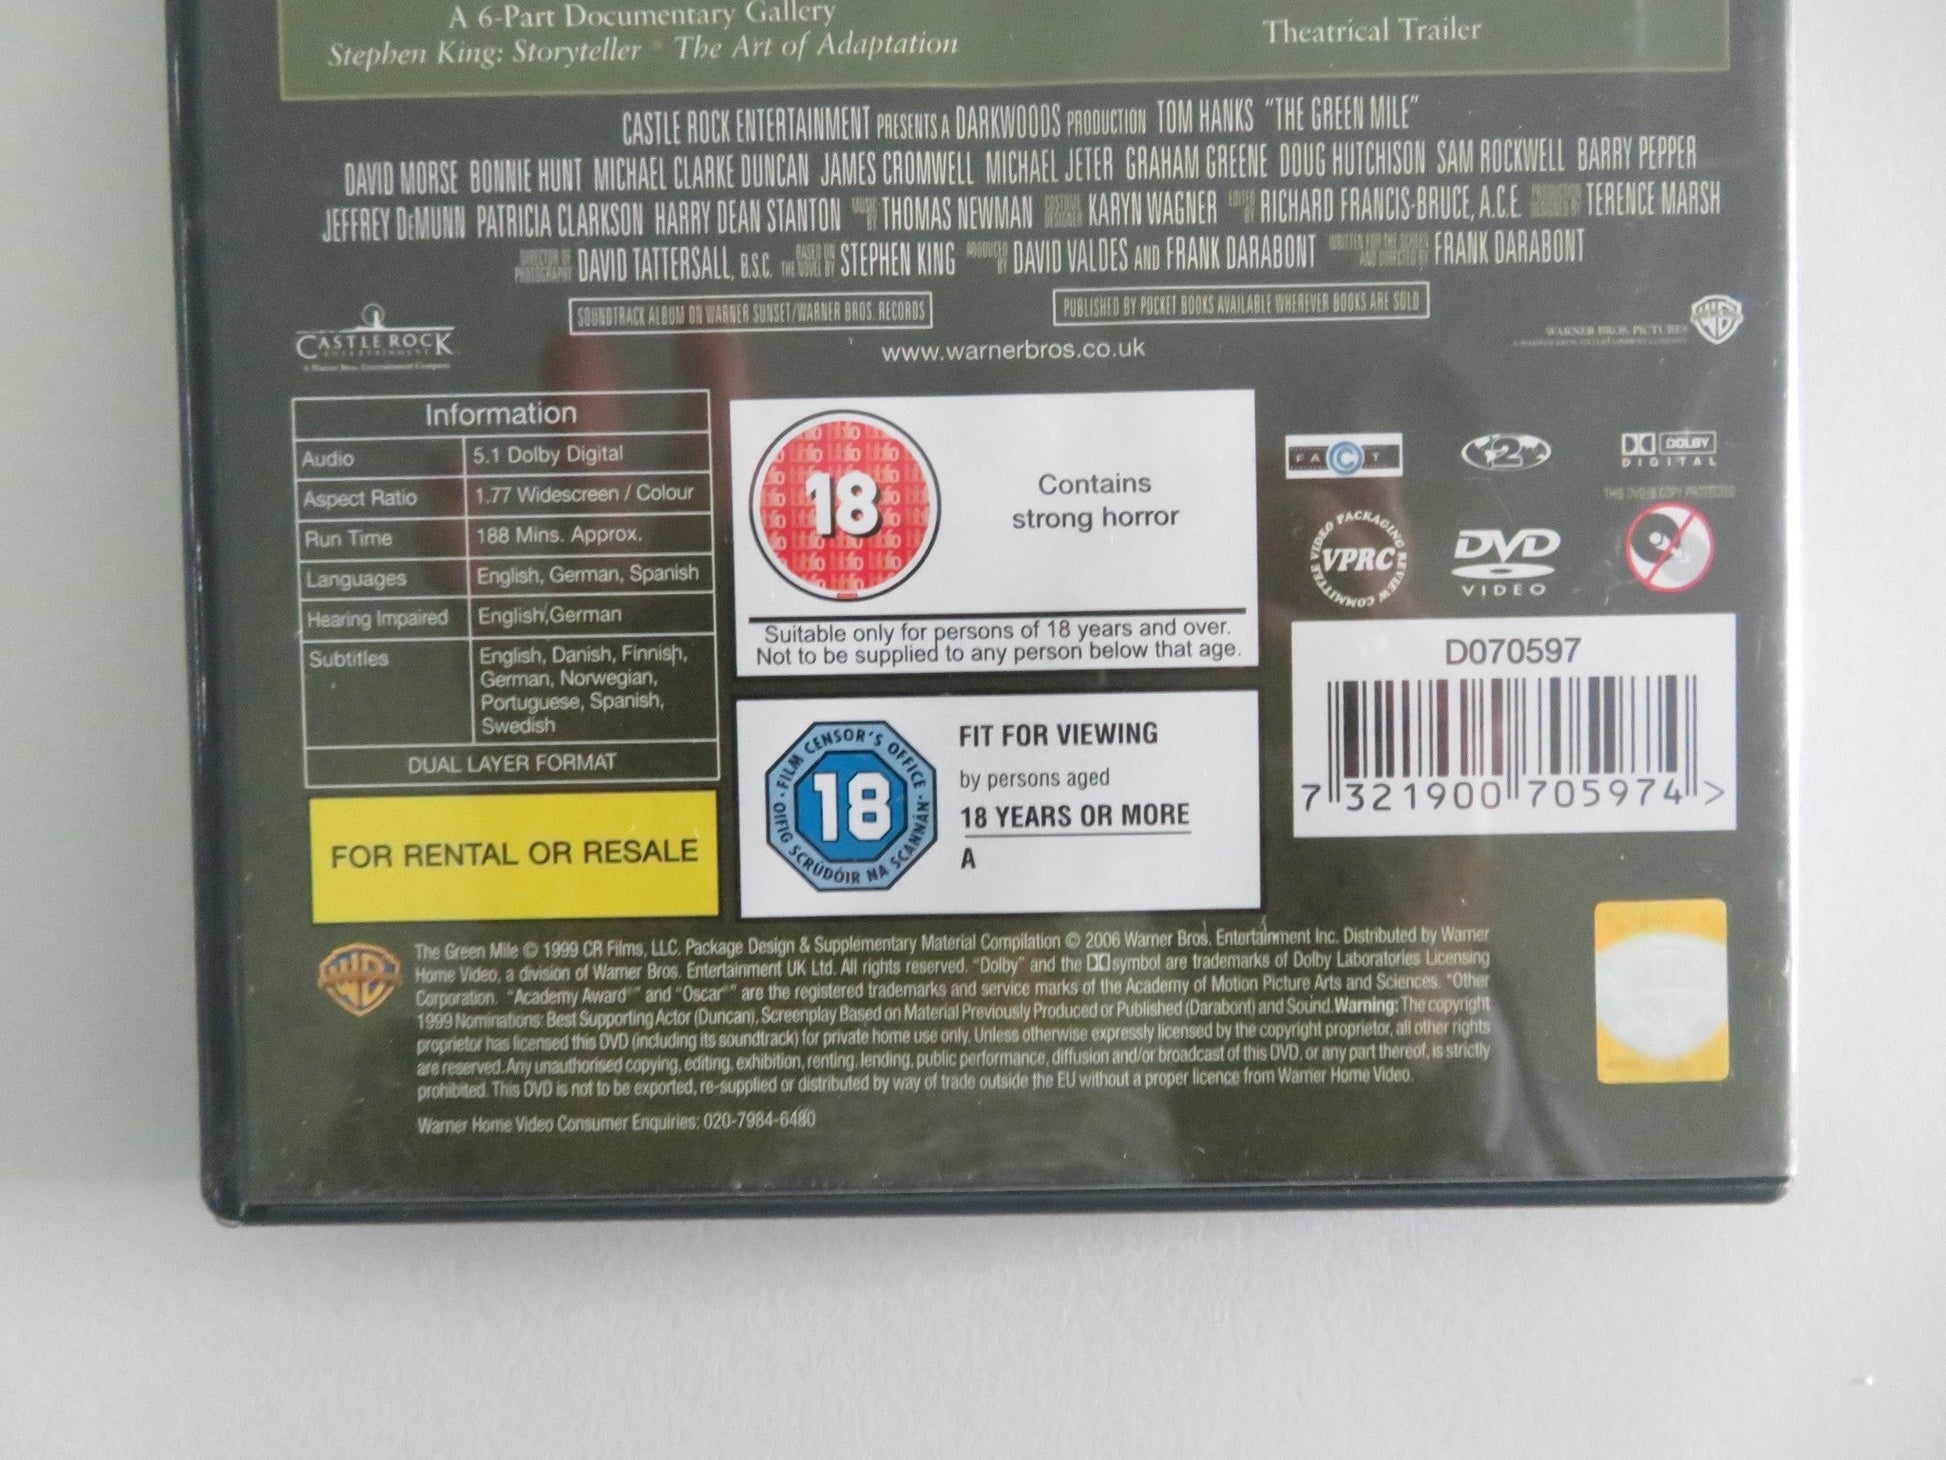 A 6-Part Documentary Gallery
Stephen King: Storyteller • The Art of Adaptation
Theatrical Trailer
CASTLE ROCK ENTERTAINMENT PRESENTS A DARKWOODS PRODUCTION TOM HANKS "THE GREEN MILE"
DAVID MORSE BONNIE HUNT MICHAEL CLARKE DUNCAN JAMES CROMWELL MICHAEL JETER GRAHAM GREENE DOUG HUTCHISON SAM ROCKWELL BARRY PEPPER
JEFFREY DeMUNN PATRICIA CLARKSON HARRY DEAN STANTON MUSIC BY THOMAS NEWMAN COSTUME DESIGNER KARYN WAGNER EDITED BY RICHARD FRANCIS-BRUCE, A.C.E. PRODUCTION DESIGNED BY TERENCE MARSH
DIRECTOR OF PHOTOGRAPHY DAVID TATTERSALL, B.S.C. BASED ON THE NOVEL BY STEPHEN KING PRODUCED BY DAVID VALDES AND FRANK DARABONT WRITTEN FOR THE SCREEN AND DIRECTED BY FRANK DARABONT
SOUNDTRACK ALBUM ON WARNER SUNSET/WARNER BROS. RECORDS
PUBLISHED BY POCKET BOOKS AVAILABLE WHEREVER BOOKS ARE SOLD
CASTLE ROCK
ENTERTAINMENT
A Warner Bros. Entertainment Company
www.warnerbros.co.uk
WARNER BROS. PICTURES
Information
Audio 5.1 Dolby Digital
Aspect Ratio 1.77 Widescreen / Colour
Run Time 188 Mins. Approx.
Languages English, German, Spanish
Hearing Impaired English,German
Subtitles English, Danish, Finnish,
German, Norwegian,
Portuguese, Spanish,
Swedish
DUAL LAYER FORMAT
FOR RENTAL OR RESALE
18
Contains
strong horror
Suitable only for persons of 18 years and over.
Not to be supplied to any person below that age.
FILM CENSOR'S OFFICE · OIFIG SCRÚDÓIR NA SCANNÁN ·
18
FIT FOR VIEWING
by persons aged
18 YEARS OR MORE
A
FACT
2
DOLBY
DIGITAL
THIS DVD IS COPY PROTECTED
VIDEO PACKAGING REVIEW COMMITTEE
VPRC
DVD
VIDEO
D070597
7 321900 705974 >
The Green Mile © 1999 CR Films, LLC. Package Design & Supplementary Material Compilation © 2006 Warner Bros. Entertainment Inc. Distributed by Warner
Home Video, a division of Warner Bros. Entertainment UK Ltd. All rights reserved. "Dolby" and the DD symbol are trademarks of Dolby Laboratories Licensing
Corporation. "Academy Award®" and "Oscar®" are the registered trademarks and service marks of the Academy of Motion Picture Arts and Sciences. *Other
1999 Nominations: Best Supporting Actor (Duncan), Screenplay Based on Material Previously Produced or Published (Darabont) and Sound. Warning: The copyright
proprietor has licensed this DVD (including its soundtrack) for private home use only. Unless otherwise expressly licensed by the copyright proprietor, all other rights
are reserved. Any unauthorised copying, editing, exhibition, renting, lending, public performance, diffusion and/or broadcast of this DVD, or any part thereof, is strictly
prohibited. This DVD is not to be exported, re-supplied or distributed by way of trade outside the EU without a proper licence from Warner Home Video.
Warner Home Video Consumer Enquiries: 020-7984-6480